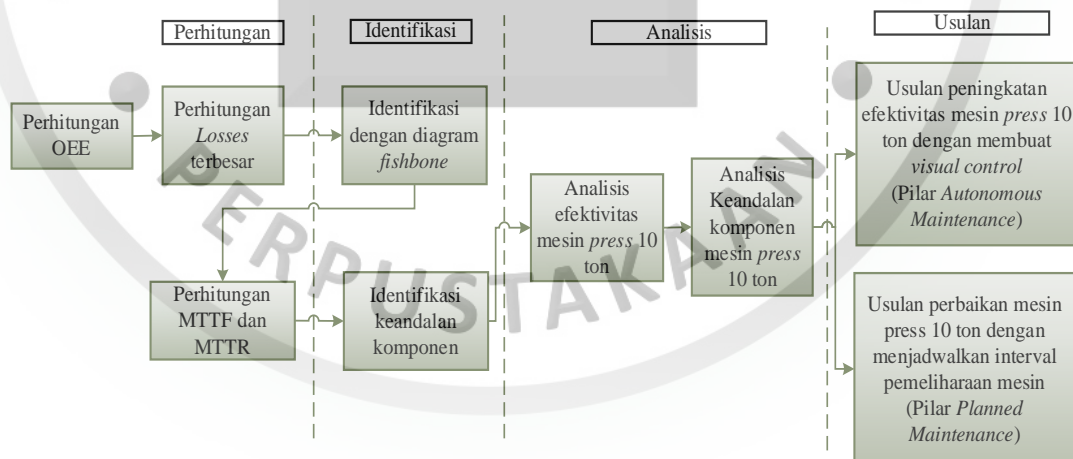 Perhitungan
Identifikasi
Analisis
Usulan
Perhitungan
OEE
Perhitungan
Losses
terbesar
Identifikasi
dengan diagram
fishbone
Perhitungan
MTTF dan
MTTR
Identifikasi
keandalan
komponen
Analisis
efektivitas
mesin press 10
ton
Analisis
Keandalan
komponen
mesin press
10 ton
Usulan peningkatan
efektivitas mesin press 10
ton dengan membuat
visual control
(Pilar Autonomous
Maintenance)
Usulan perbaikan mesin
press 10 ton dengan
menjadwalkan interval
pemeliharaan mesin
(Pilar Planned
Maintenance)
PERPUSTAKAAN